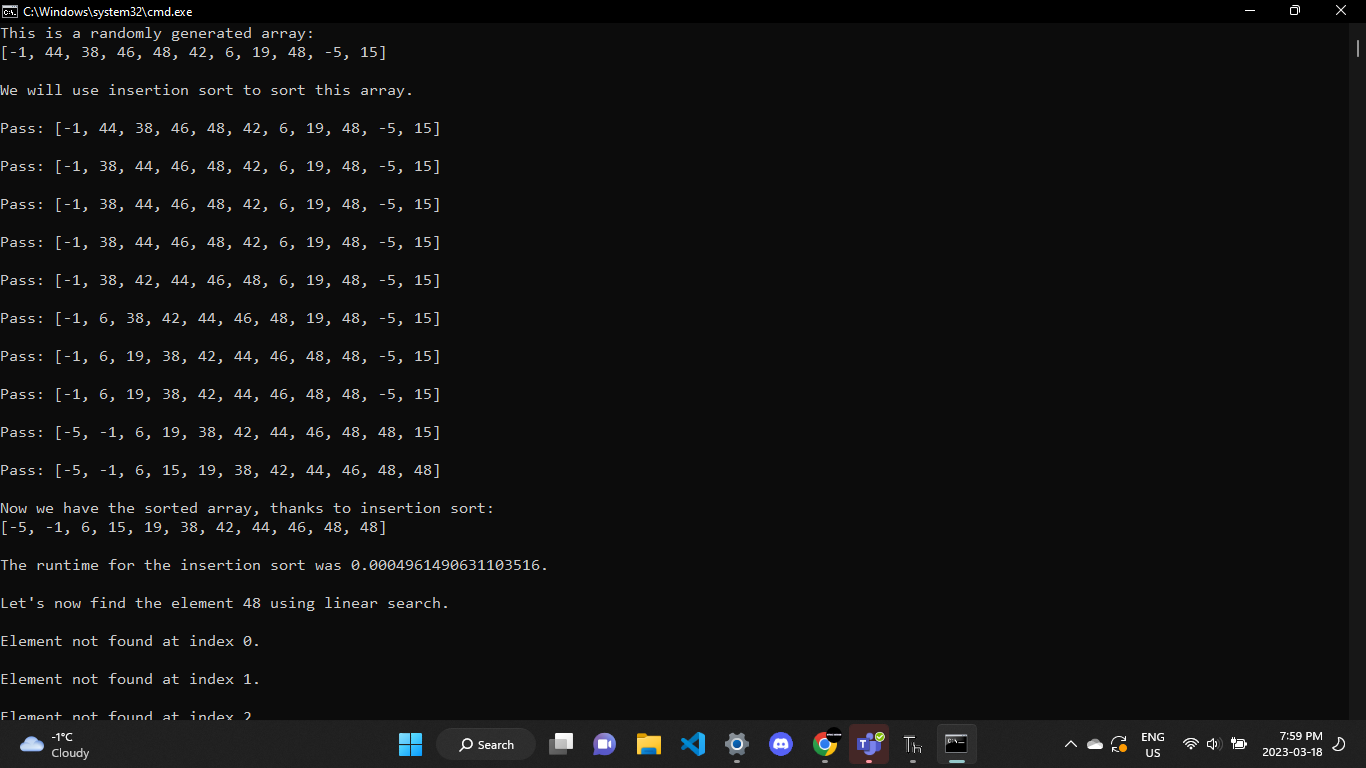 C:\Windows\system32\cmd.exe
This is a randomly generated array:
[-1, 44, 38, 46, 48, 42, 6, 19, 48, -5, 15]
We will use insertion sort to sort this array.
Pass: [-1, 44, 38, 46, 48, 42, 6, 19, 48, -5, 15]
Pass: [-1, 38, 44, 46, 48, 42, 6, 19, 48, -5, 15]
Pass: [-1, 38, 44, 46, 48, 42, 6, 19, 48, -5, 15]
Pass: [-1, 38, 44, 46, 48, 42, 6, 19, 48, -5, 15]
Pass: [-1, 38, 42, 44, 46, 48, 6, 19, 48, -5, 15]
Pass: [-1, 6, 38, 42, 44, 46, 48, 19, 48, -5, 15]
Pass: [-1, 6, 19, 38, 42, 44, 46, 48, 48, -5, 15]
Pass: [-1, 6, 19, 38, 42, 44, 46, 48, 48, -5, 15]
Pass: [-5, -1, 6, 19, 38, 42, 44, 46, 48, 48, 15]
Pass: [-5, -1, 6, 15, 19, 38, 42, 44, 46, 48, 48]
Now we have the sorted array, thanks to insertion sort:
[-5, -1, 6, 15, 19, 38, 42, 44, 46, 48, 48]
The runtime for the insertion sort was 0.0004961490631103516.
Let's now find the element 48 using linear search.
Element not found at index 0.
Element not found at index 1.
Element not found at index 2
-1°C
Cloudy
Search
ENG
US
7:59 PM
2023-03-18